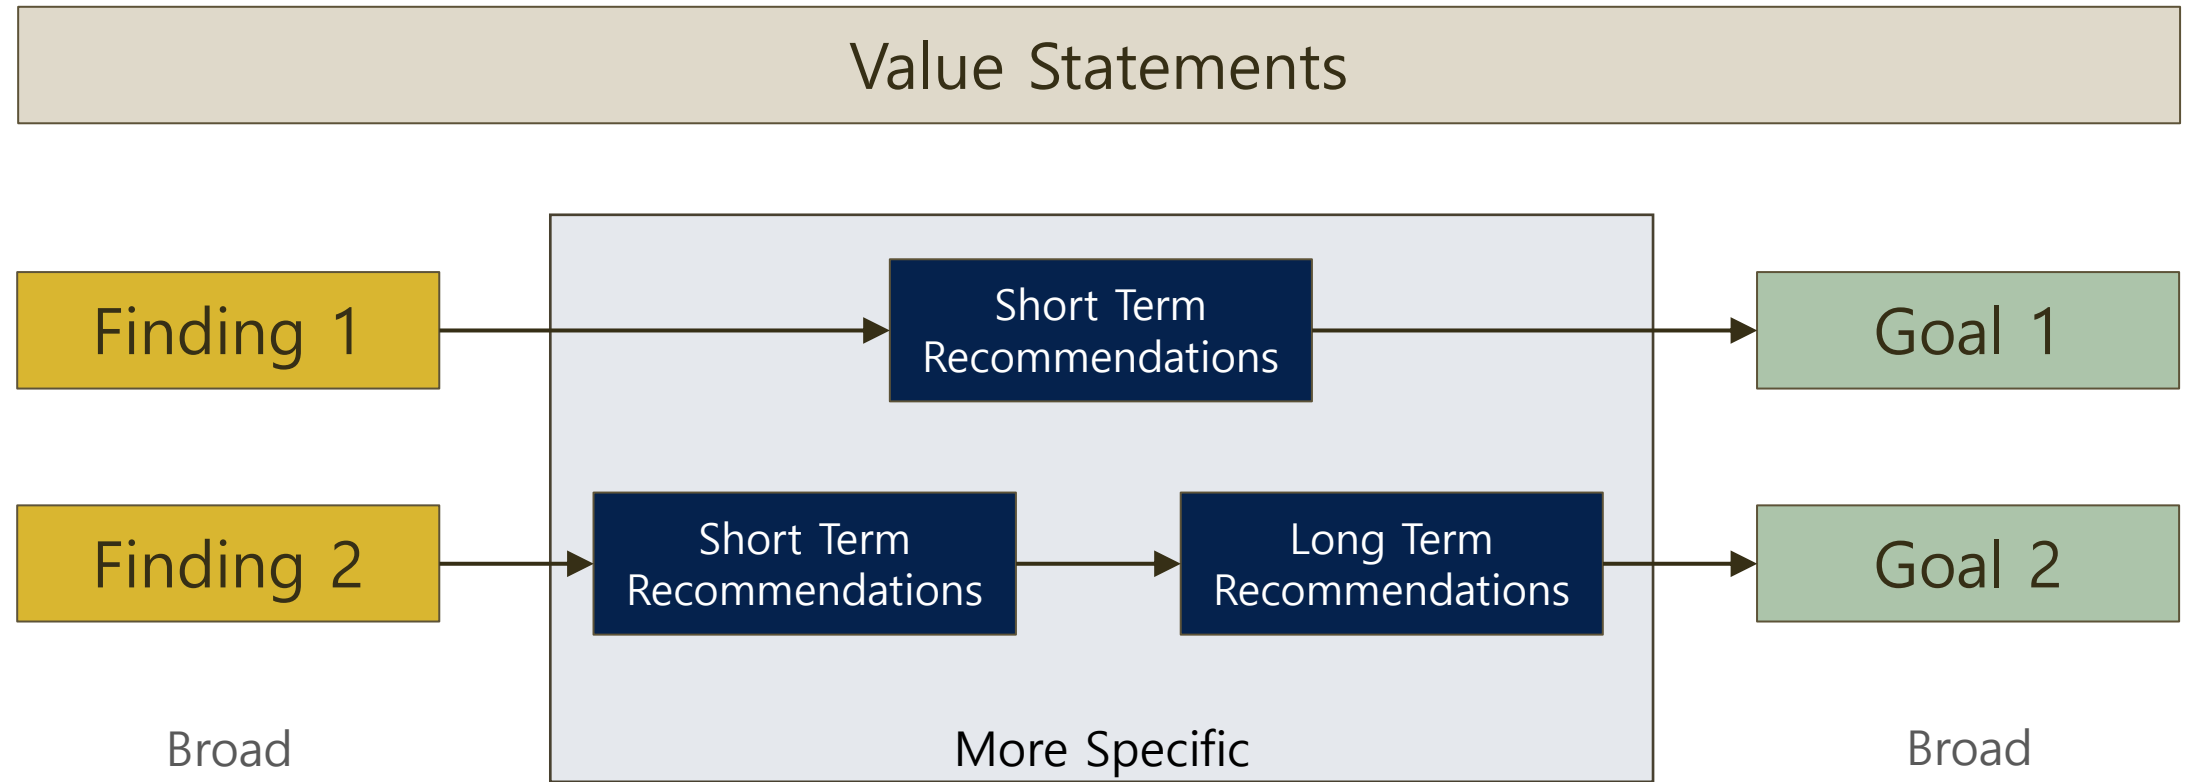 Value Statements
Finding 1
Short Term
Recommendations
Goal 1
Finding 2
Short Term
Recommendations
Long Term
Recommendations
Goal 2
Broad
More Specific
Broad